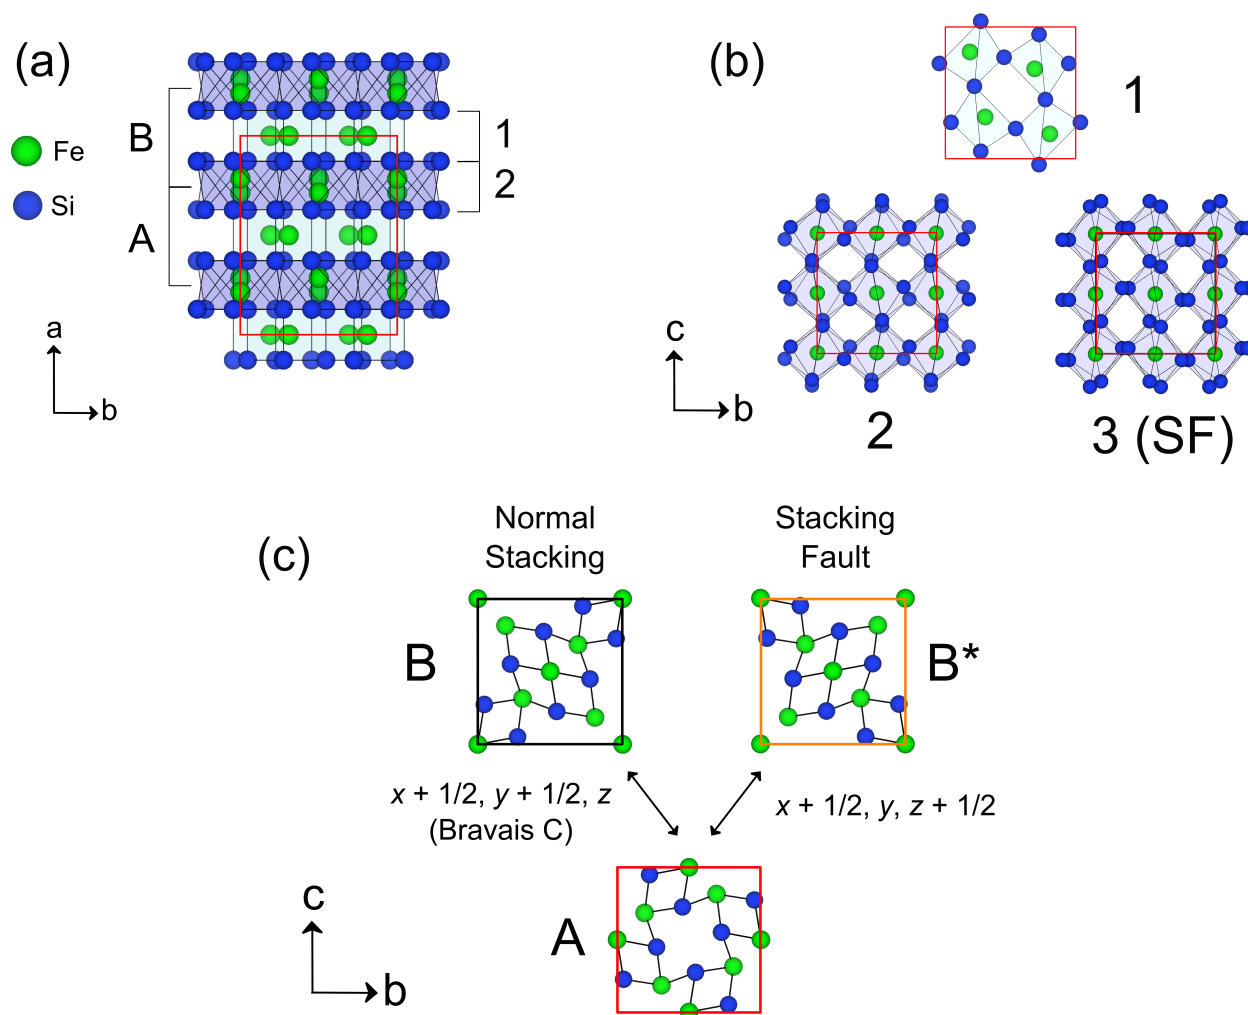 (a)
B
A
1
2
Fe
Si
a
b
(b)
1
c
b
2
3 (SF)
(c)
Normal
Stacking
Stacking
Fault
B
B*
x + 1/2, y + 1/2, z
(Bravais C)
x + 1/2, y, z + 1/2
A
c
b